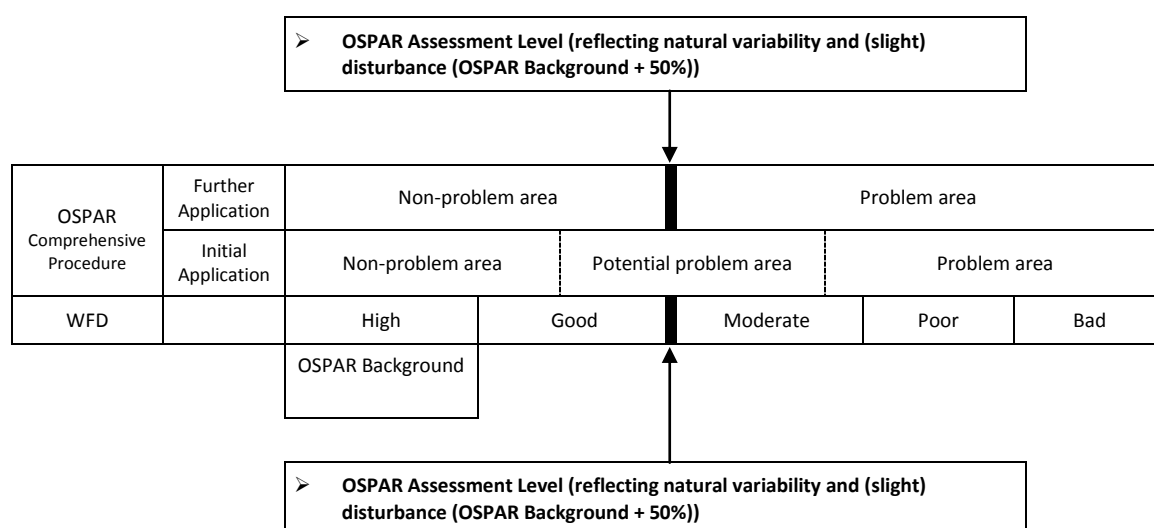 ➢ OSPAR Assessment Level (reflecting natural variability and (slight)
disturbance (OSPAR Background + 50%))
OSPAR
Comprehensive
Procedure
Further
Application
Non-problem area
Problem area
Initial
Application
Non-problem area
Potential problem area
Problem area
WFD
High
Good
Moderate
Poor
Bad
OSPAR Background
➢ OSPAR Assessment Level (reflecting natural variability and (slight)
disturbance (OSPAR Background + 50%))